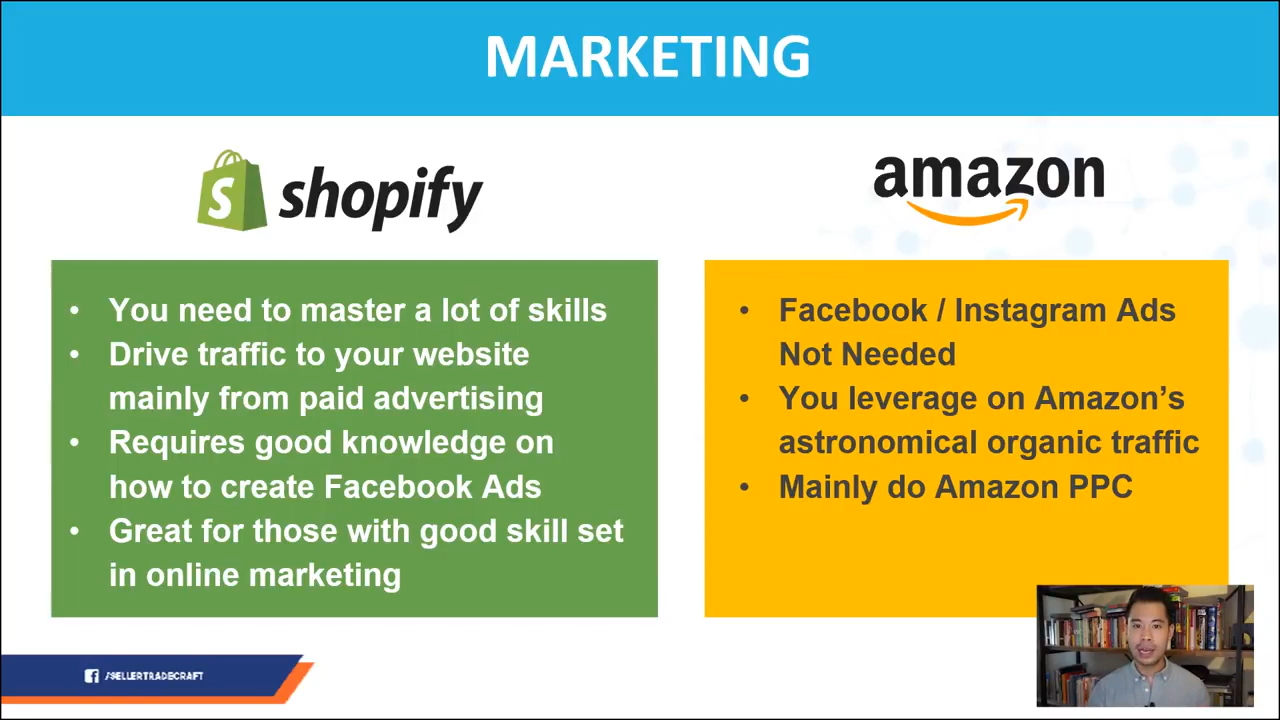 MARKETING
shopify
amazon
• You need to master a lot of skills
• Drive traffic to your website
mainly from paid advertising
• Requires good knowledge on
how to create Facebook Ads
• Great for those with good skill set
in online marketing
• Facebook / Instagram Ads
Not Needed
• You leverage on Amazon’s
astronomical organic traffic
• Mainly do Amazon PPC
/SELLERTRADECRAFT